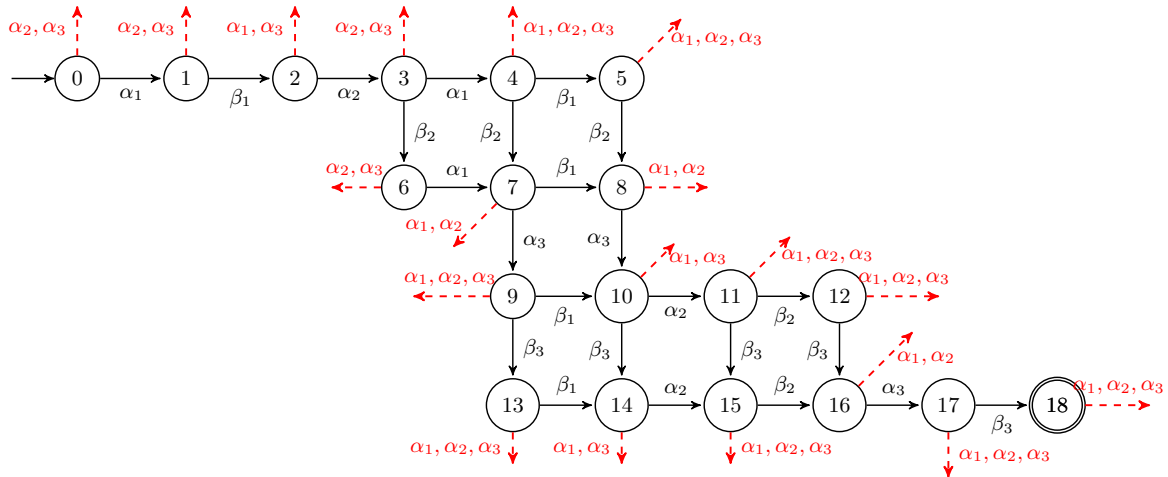 α₂, α₃ α₂, α₃ α₁, α₃ α₂, α₃ α₁, α₂, α₃ α₁, α₂, α₃
0 1 2 3 4 5
α₁ β₁ α₂ α₁ β₁
β₂ β₂ β₂
α₂, α₃ α₁, α₂
6 7 8
α₁ β₁
α₁, α₂
α₃ α₃
α₁, α₃ α₁, α₂, α₃
α₁, α₂, α₃ α₁, α₂, α₃
9 10 11 12
β₁ α₂ β₂
β₃ β₃ β₃ β₃
α₁, α₂
β₁ α₂ β₂ α₃ α₁, α₂, α₃
13 14 15 16 17 18
β₃
α₁, α₂, α₃ α₁, α₃ α₁, α₂, α₃ α₁, α₂, α₃